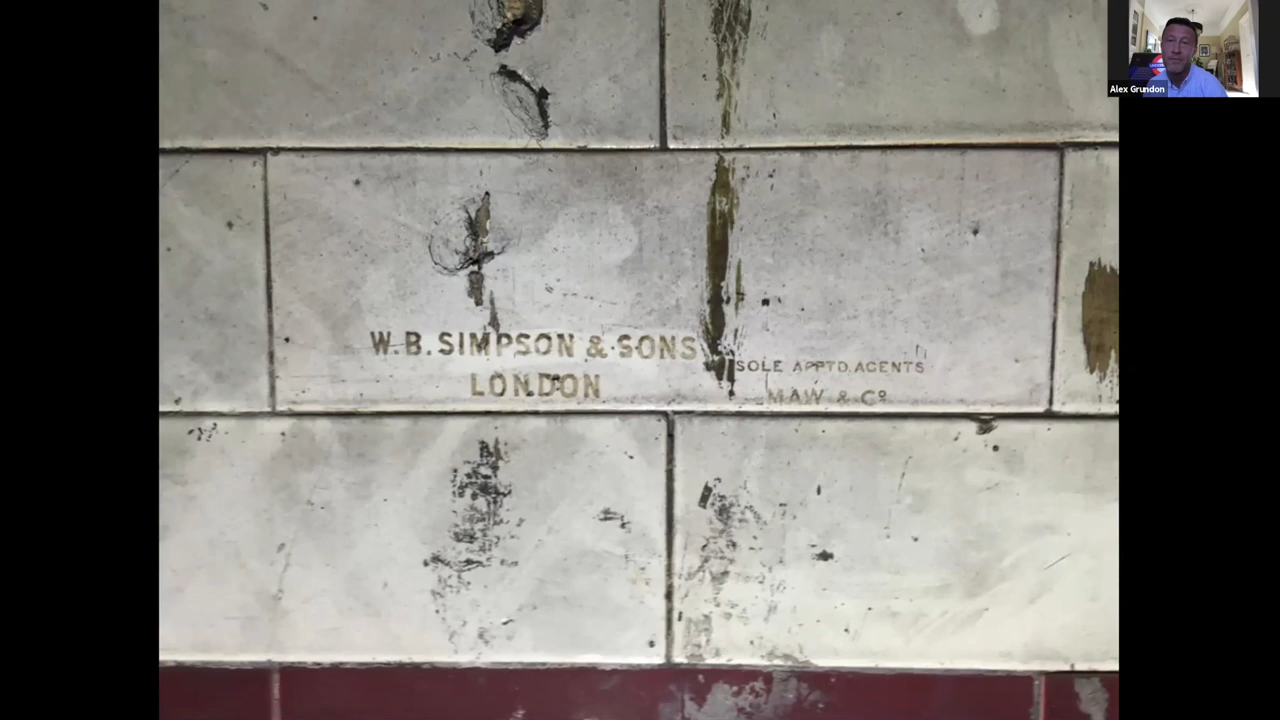 Alex Grundon
W.B. SIMPSON & SONS
LONDON
SOLE APPTD. AGENTS
MAW & Cº